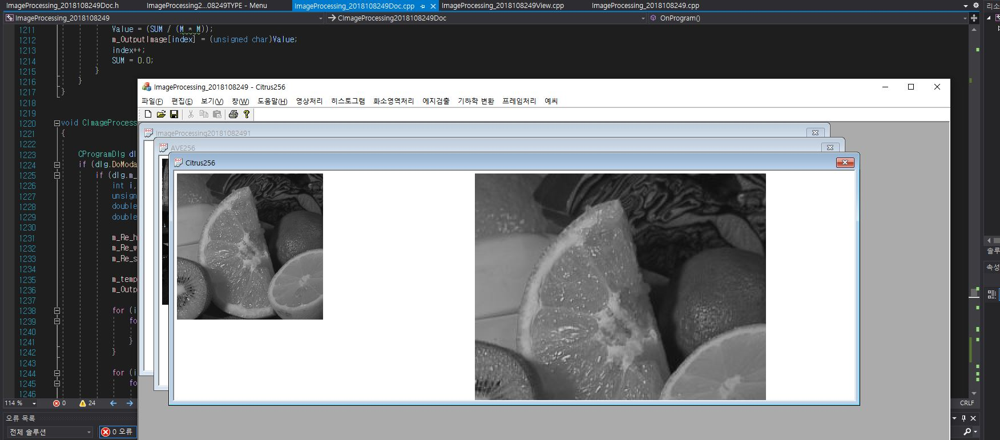 ImageProcessing_2018108249Doc.h ImageProcessing2...08249TYPE - Menu ImageProcessing_2018108249Doc.cpp ImageProcessing_2018108249View.cpp ImageProcessing_2018108249.cpp
리소
ImageProcessing_2018108249 CImageProcessing2018108249Doc OnProgram()
1211 Value = (SUM / (M * M));
1212 m_OutputImage[index] = (unsigned char)Value;
1213 index++;
1214 SUM = 0.0;
1215 }
1216 }
1217 }
1218
1219
1220 void CImageProcess
1221 {
1222
1223 CProgramDlg dl
1224 if (dlg.DoModa
1225 if (dlg.m_
1226 int i,
1227 unsign
1228 double
1229 double
1230
1231 m_Re_h
1232 m_Re_w
1233 m_Re_s
1234
1235 m_temp
1236 m_Outp
1237
1238 for (i
1239 fo
1240
1241 }
1242 }
1243
1244 for (i
1245 fo
1246
ImageProcessing_2018108249 - Citrus256
파일(F) 편집(E) 보기(V) 창(W) 도움말(H) 영상처리 히스토그램 화소영역처리 에지검출 기하학 변환 프레임처리 예씨
ImageProcessing20181082491
AVE256
Citrus256
솔루
속성
114 % 0 24 CRLF
오류 목록
전체 솔루션 0 오류